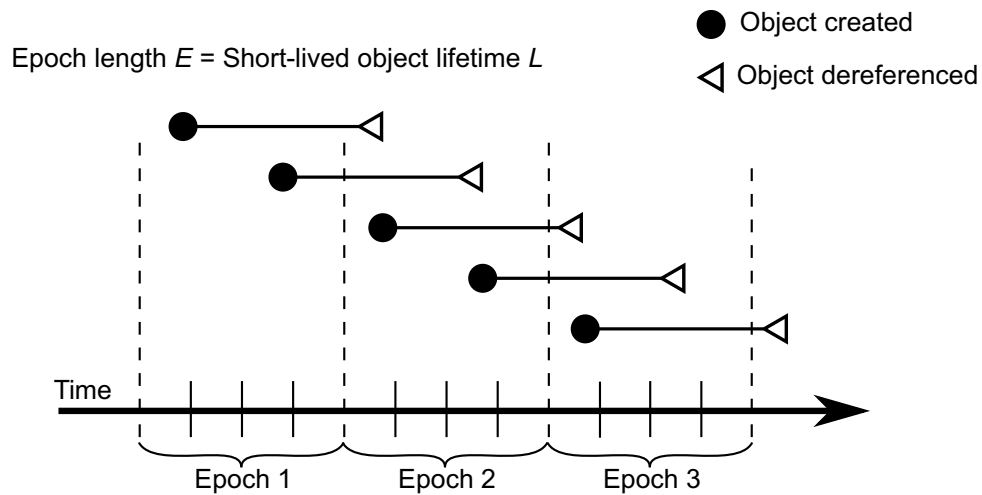 Object created
Epoch length E = Short-lived object lifetime L
Object dereferenced
Time
Epoch 1
Epoch 2
Epoch 3